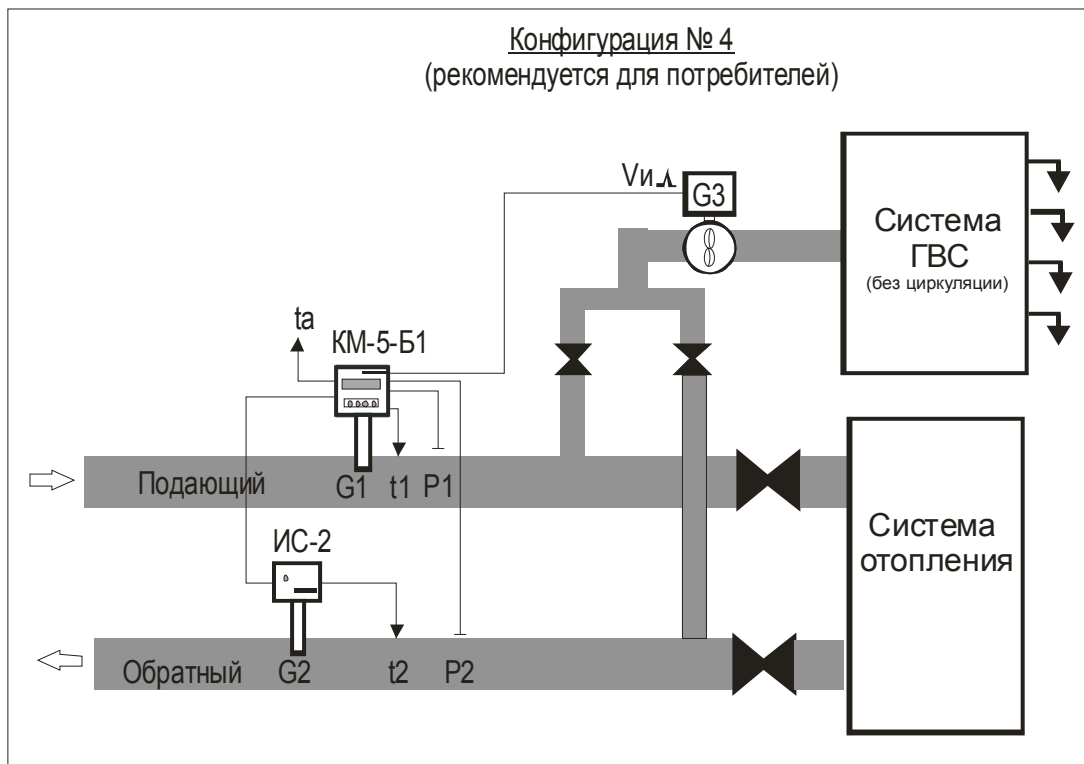 Конфигурация № 4
(рекомендуется для потребителей)
Vи
G3
Система
ГВС
(без циркуляции)
ta
КМ-5-Б1
Подающий
G1
t1
P1
ИС-2
Система
отопления
Обратный
G2
t2
P2